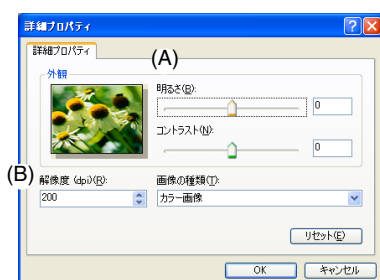 詳細プロパティ
詳細プロパティ
(A)
外観
明るさ(B):
0
コントラスト(N):
0
(B)
解像度 (dpi)(R):
画像の種類(T):
200
カラー画像
リセット(E)
OK
キャンセル